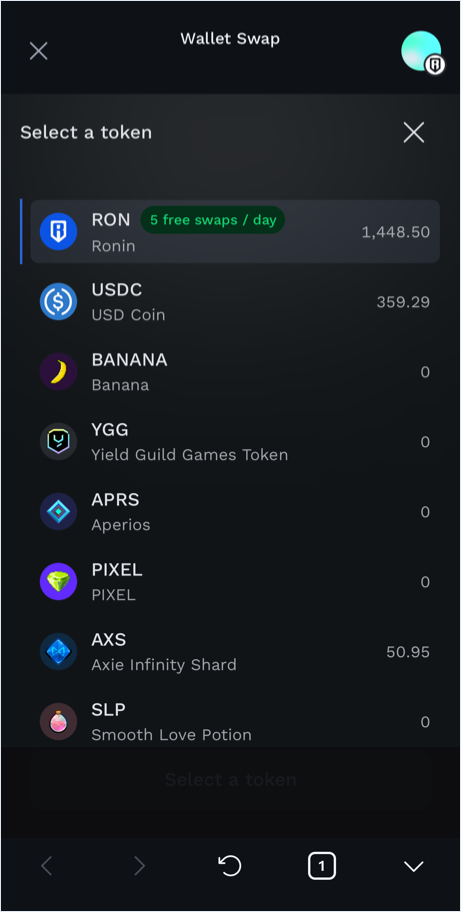 Wallet Swap
Select a token
RON 5 free swaps / day
Ronin
1,448.50
USDC
USD Coin
359.29
BANANA
Banana
0
YGG
Yield Guild Games Token
0
APRS
Aperios
0
PIXEL
PIXEL
0
AXS
Axie Infinity Shard
50.95
SLP
Smooth Love Potion
0
Select a token
1